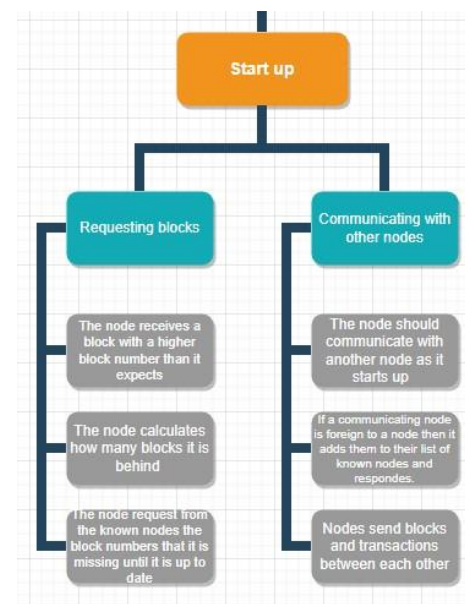 Start up
Requesting blocks
The node receives a
block with a higher
block number than it
expects
The node calculates
how many blocks it is
behind
The node request from
the known nodes the
block numbers that it is
missing until it is up to
date
Communicating with
other nodes
The node should
communicate with
another node as it
starts up
If a communicating node
is foreign to a node then it
adds them to their list of
known nodes and
respondes.
Nodes send blocks
and transactions
between each other